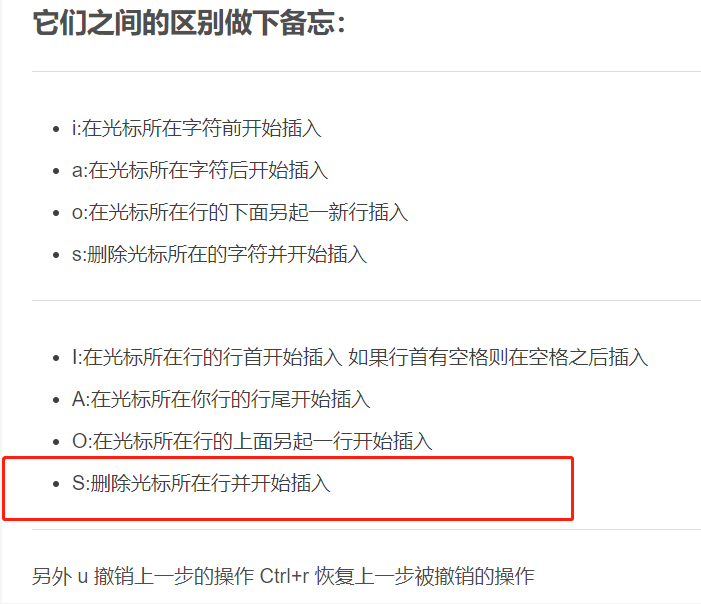 它们之间的区别做下备忘：
i:在光标所在字符前开始插入
a:在光标所在字符后开始插入
o:在光标所在行的下面另起一新行插入
s:删除光标所在的字符并开始插入
I:在光标所在行的行首开始插入 如果行首有空格则在空格之后插入
A:在光标所在你行的行尾开始插入
O:在光标所在行的上面另起一行开始插入
S:删除光标所在行并开始插入
另外 u 撤销上一步的操作 Ctrl+r 恢复上一步被撤销的操作